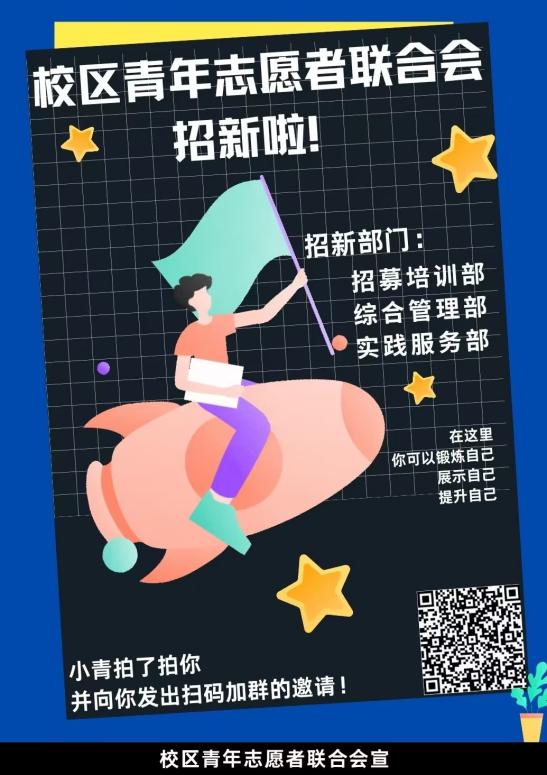 校区青年志愿者联合会
招新啦!
招新部门：
招募培训部
综合管理部
实践服务部
在这里
你可以锻炼自己
展示自己
提升自己
小青拍了拍你
并向你发出扫码加群的邀请！
校区青年志愿者联合会宣